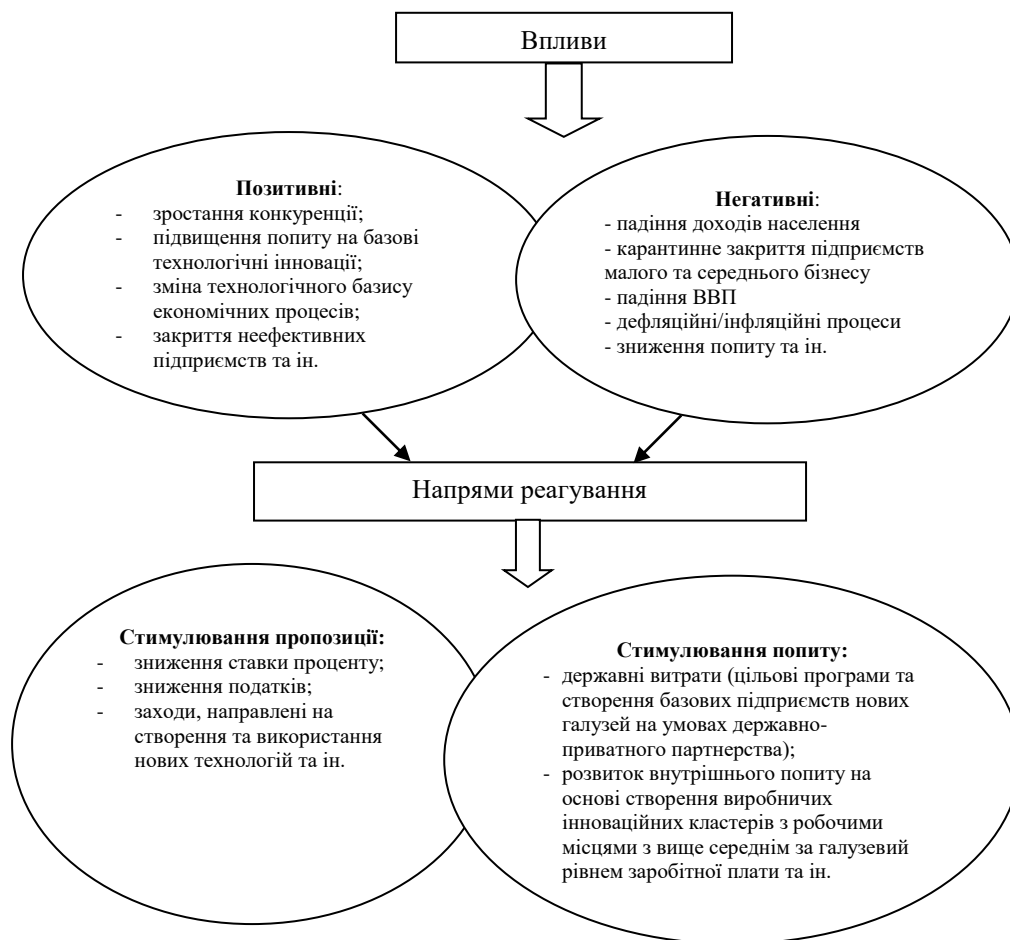 Впливи
Позитивні:
- зростання конкуренції;
- підвищення попиту на базові
технологічні інновації;
- зміна технологічного базису
економічних процесів;
- закриття неефективних
підприємств та ін.
Негативні:
- падіння доходів населення
- карантинне закриття підприємств
малого та середнього бізнесу
- падіння ВВП
- дефляційні/інфляційні процеси
- зниження попиту та ін.
Напрями реагування
Стимулювання пропозиції:
- зниження ставки проценту;
- зниження податків;
- заходи, направлені на
створення та використання
нових технологій та ін.
Стимулювання попиту:
- державні витрати (цільові програми та
створення базових підприємств нових
галузей на умовах державно-
приватного партнерства);
- розвиток внутрішнього попиту на
основі створення виробничих
інноваційних кластерів з робочими
місцями з вище середнім за галузевий
рівнем заробітної плати та ін.